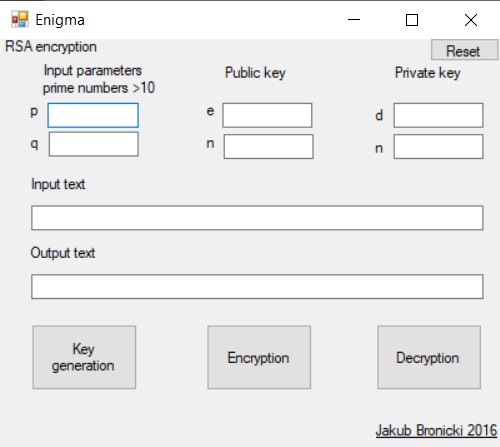 Enigma
RSA encryption
Reset
Input parameters
prime numbers >10
Public key
Private key
p
e
d
q
n
n
Input text
Output text
Key
generation
Encryption
Decryption
Jakub Bronicki 2016